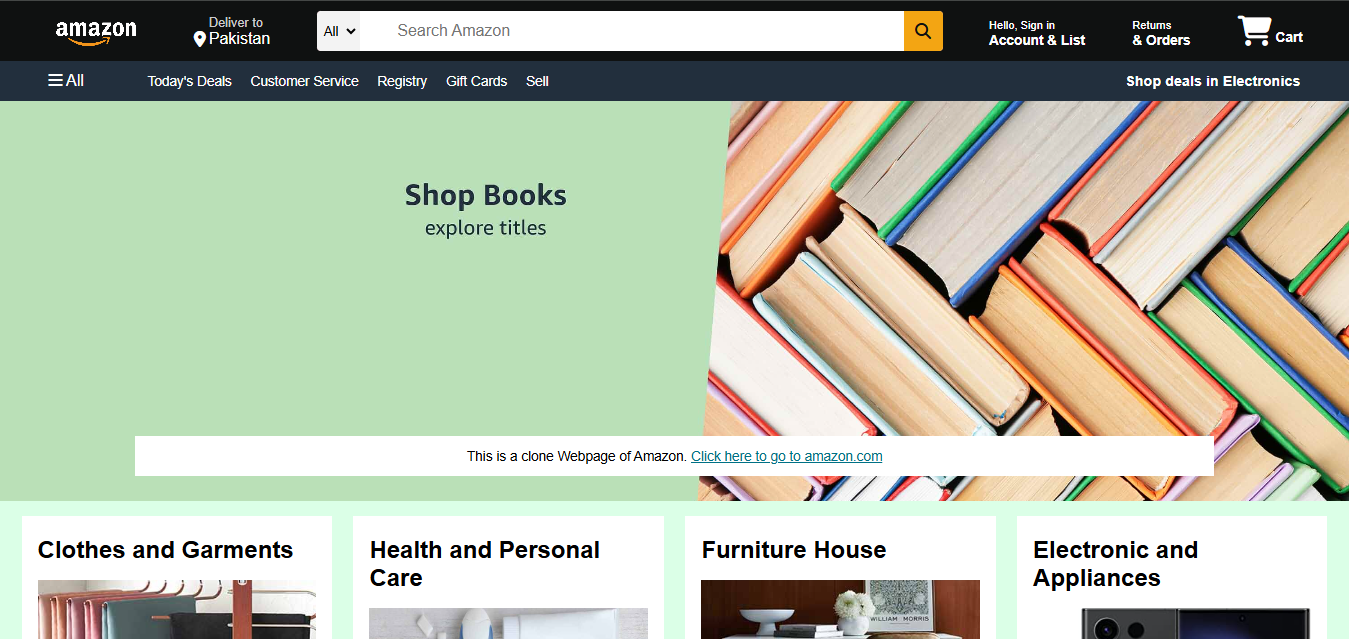 amazon
Deliver to
Pakistan
All
Search Amazon
Hello, Sign in
Account & List
Returns
& Orders
Cart
All
Today's Deals
Customer Service
Registry
Gift Cards
Sell
Shop deals in Electronics
Shop Books
explore titles
This is a clone Webpage of Amazon. Click here to go to amazon.com
Clothes and Garments
Health and Personal
Care
Furniture House
Electronic and
Appliances
WILLIAM MORRIS